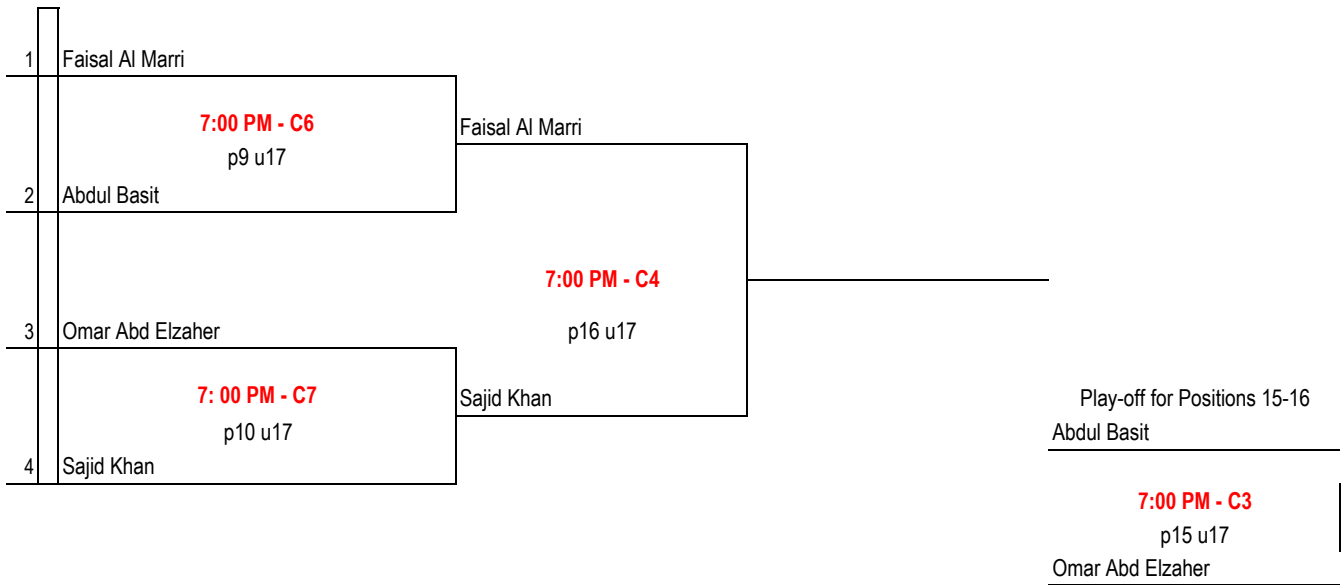 1 Faisal Al Marri
7:00 PM - C6
p9 u17
Faisal Al Marri
2 Abdul Basit
7:00 PM - C4
p16 u17
3 Omar Abd Elzaher
7: 00 PM - C7
p10 u17
Sajid Khan
4 Sajid Khan
Play-off for Positions 15-16
Abdul Basit
7:00 PM - C3
p15 u17
Omar Abd Elzaher